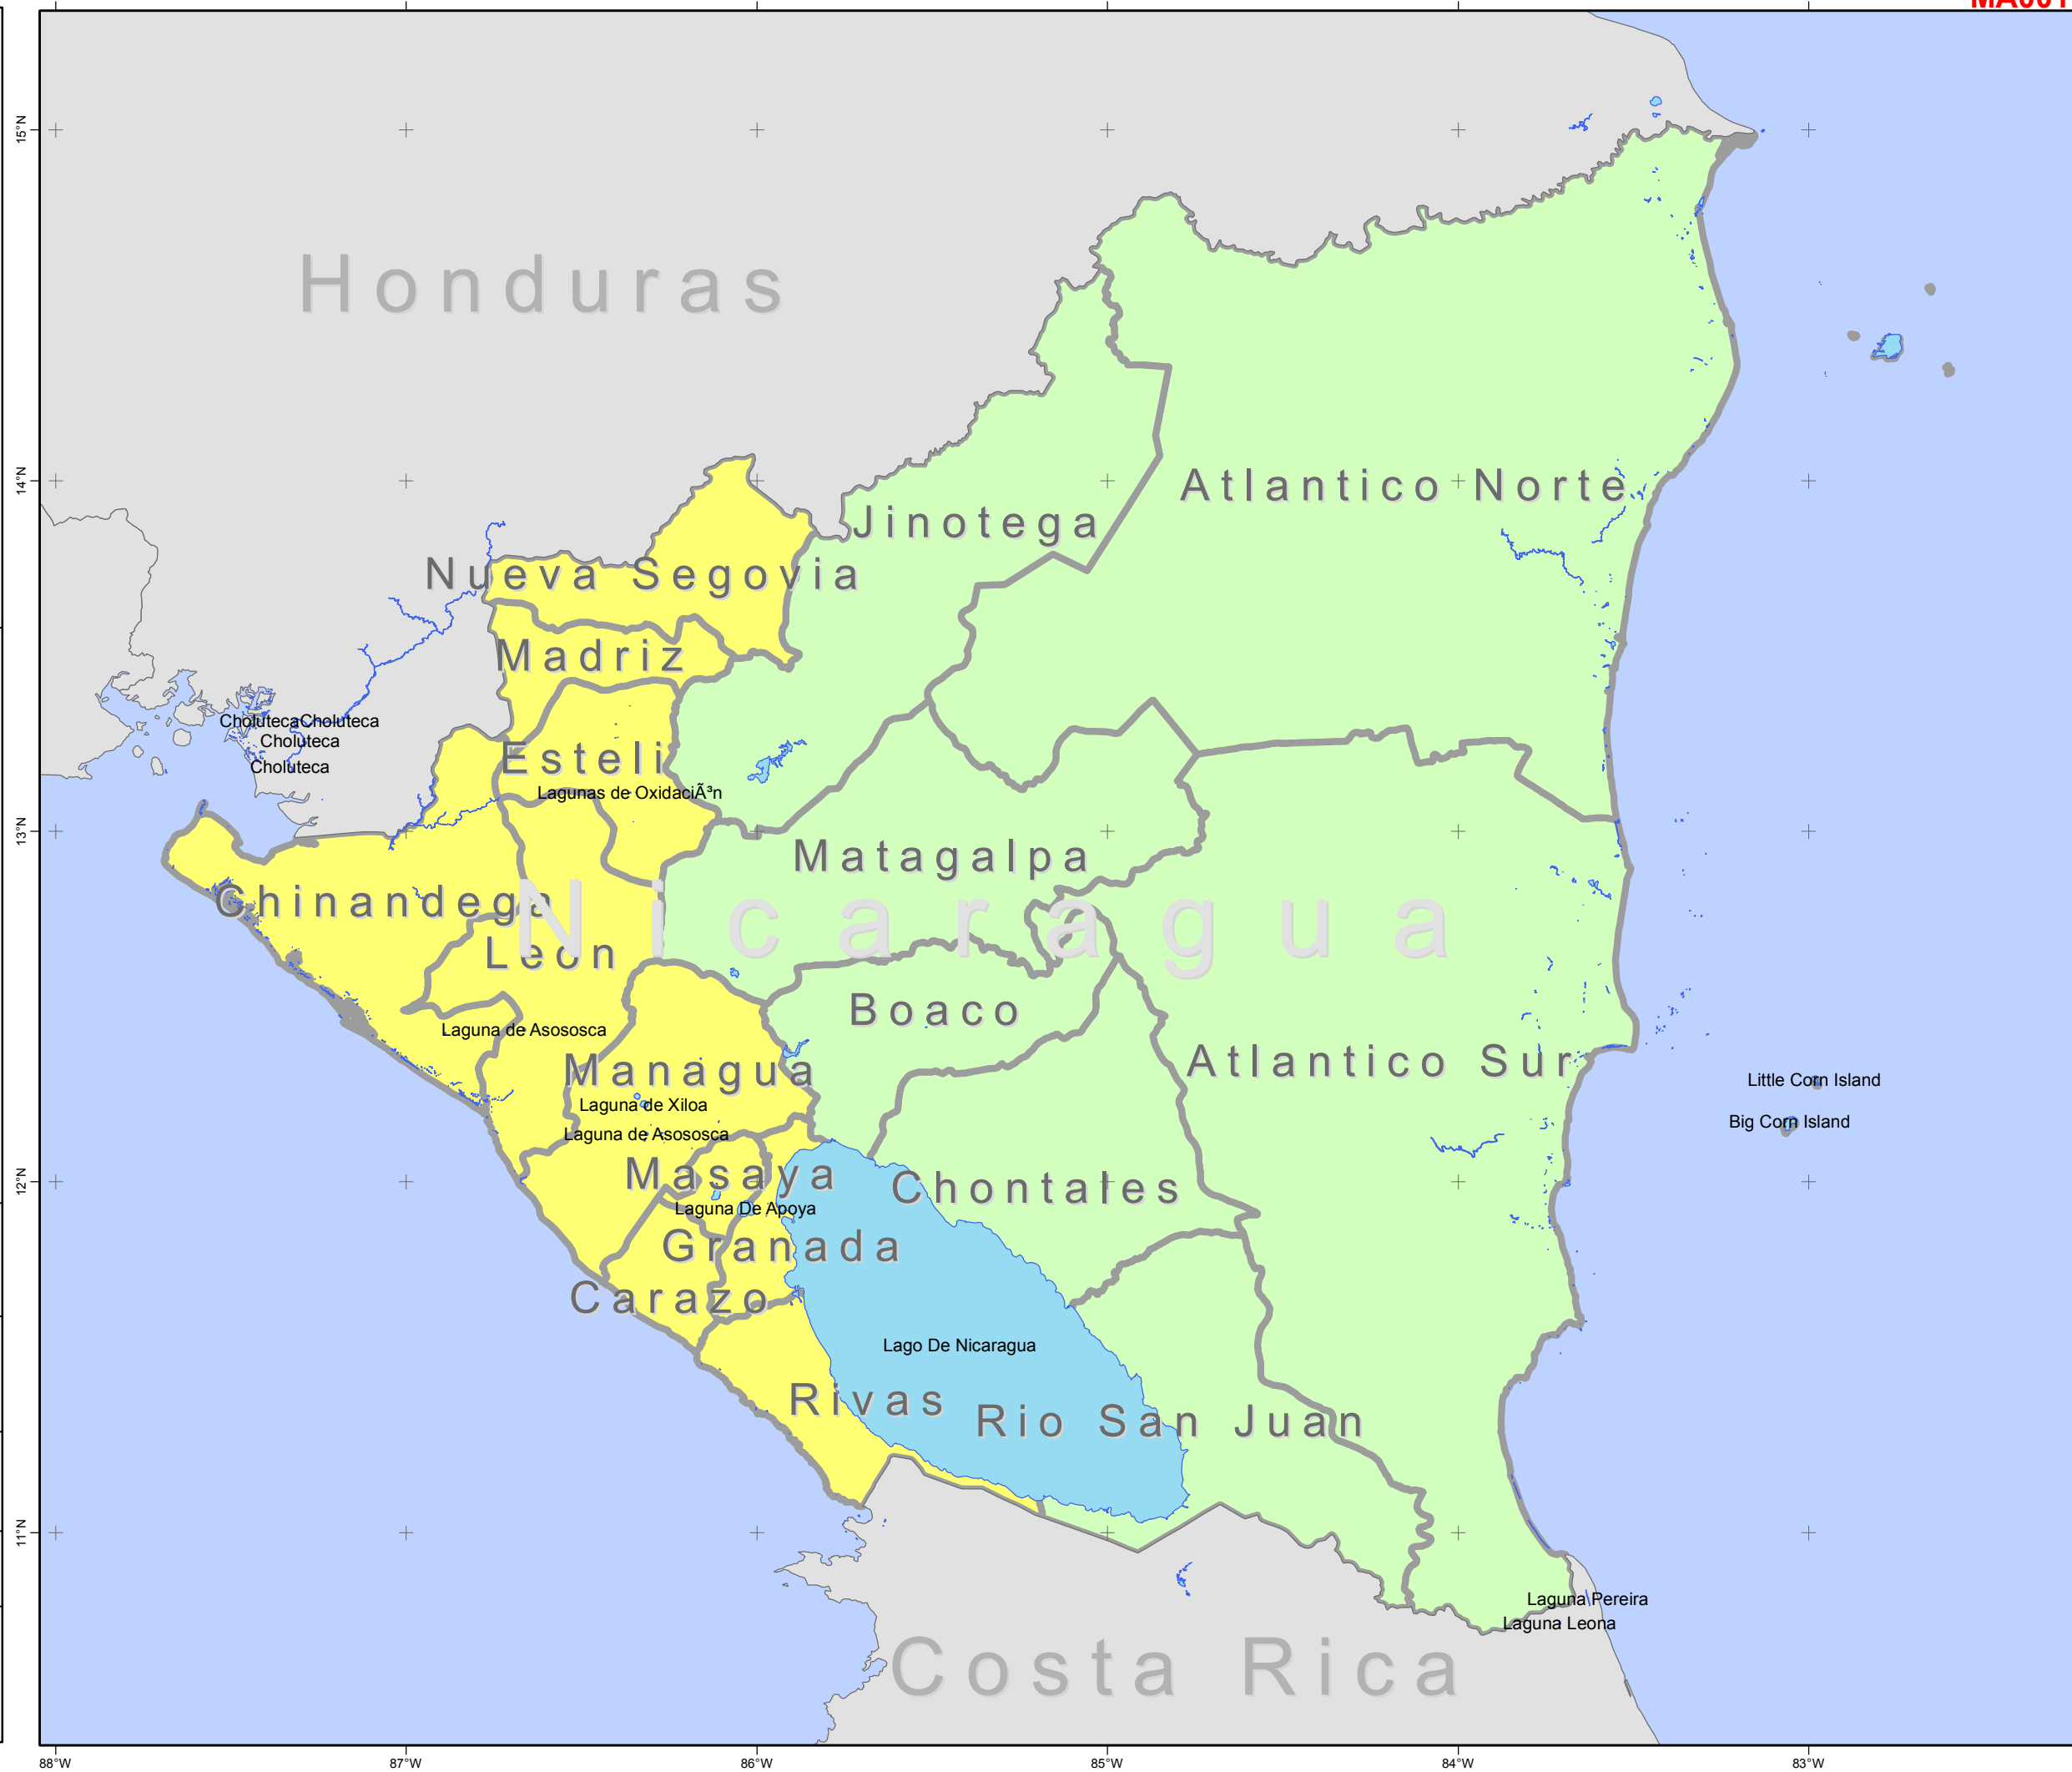 MA001
15°N
Honduras
14°N
Atlantico Norte
Jinotega
Nueva Segovia
Madriz
CholutecaCholuteca
Choluteca
Choluteca
Esteli
Lagunas de OxidaciÃ³n
13°N
Matagalpa
Chinandega
Nicaragua
Leon
Boaco
Laguna de Asososca
Managua
Atlantico Sur
Little Corn Island
Laguna de Xiloa
Big Corn Island
Laguna de Asososca
Masaya
12°N
Chontales
Laguna De Apoya
Granada
Carazo
Lago De Nicaragua
Rivas
Rio San Juan
11°N
Laguna Pereira
Laguna Leona
Costa Rica
88°W
87°W
86°W
85°W
84°W
83°W